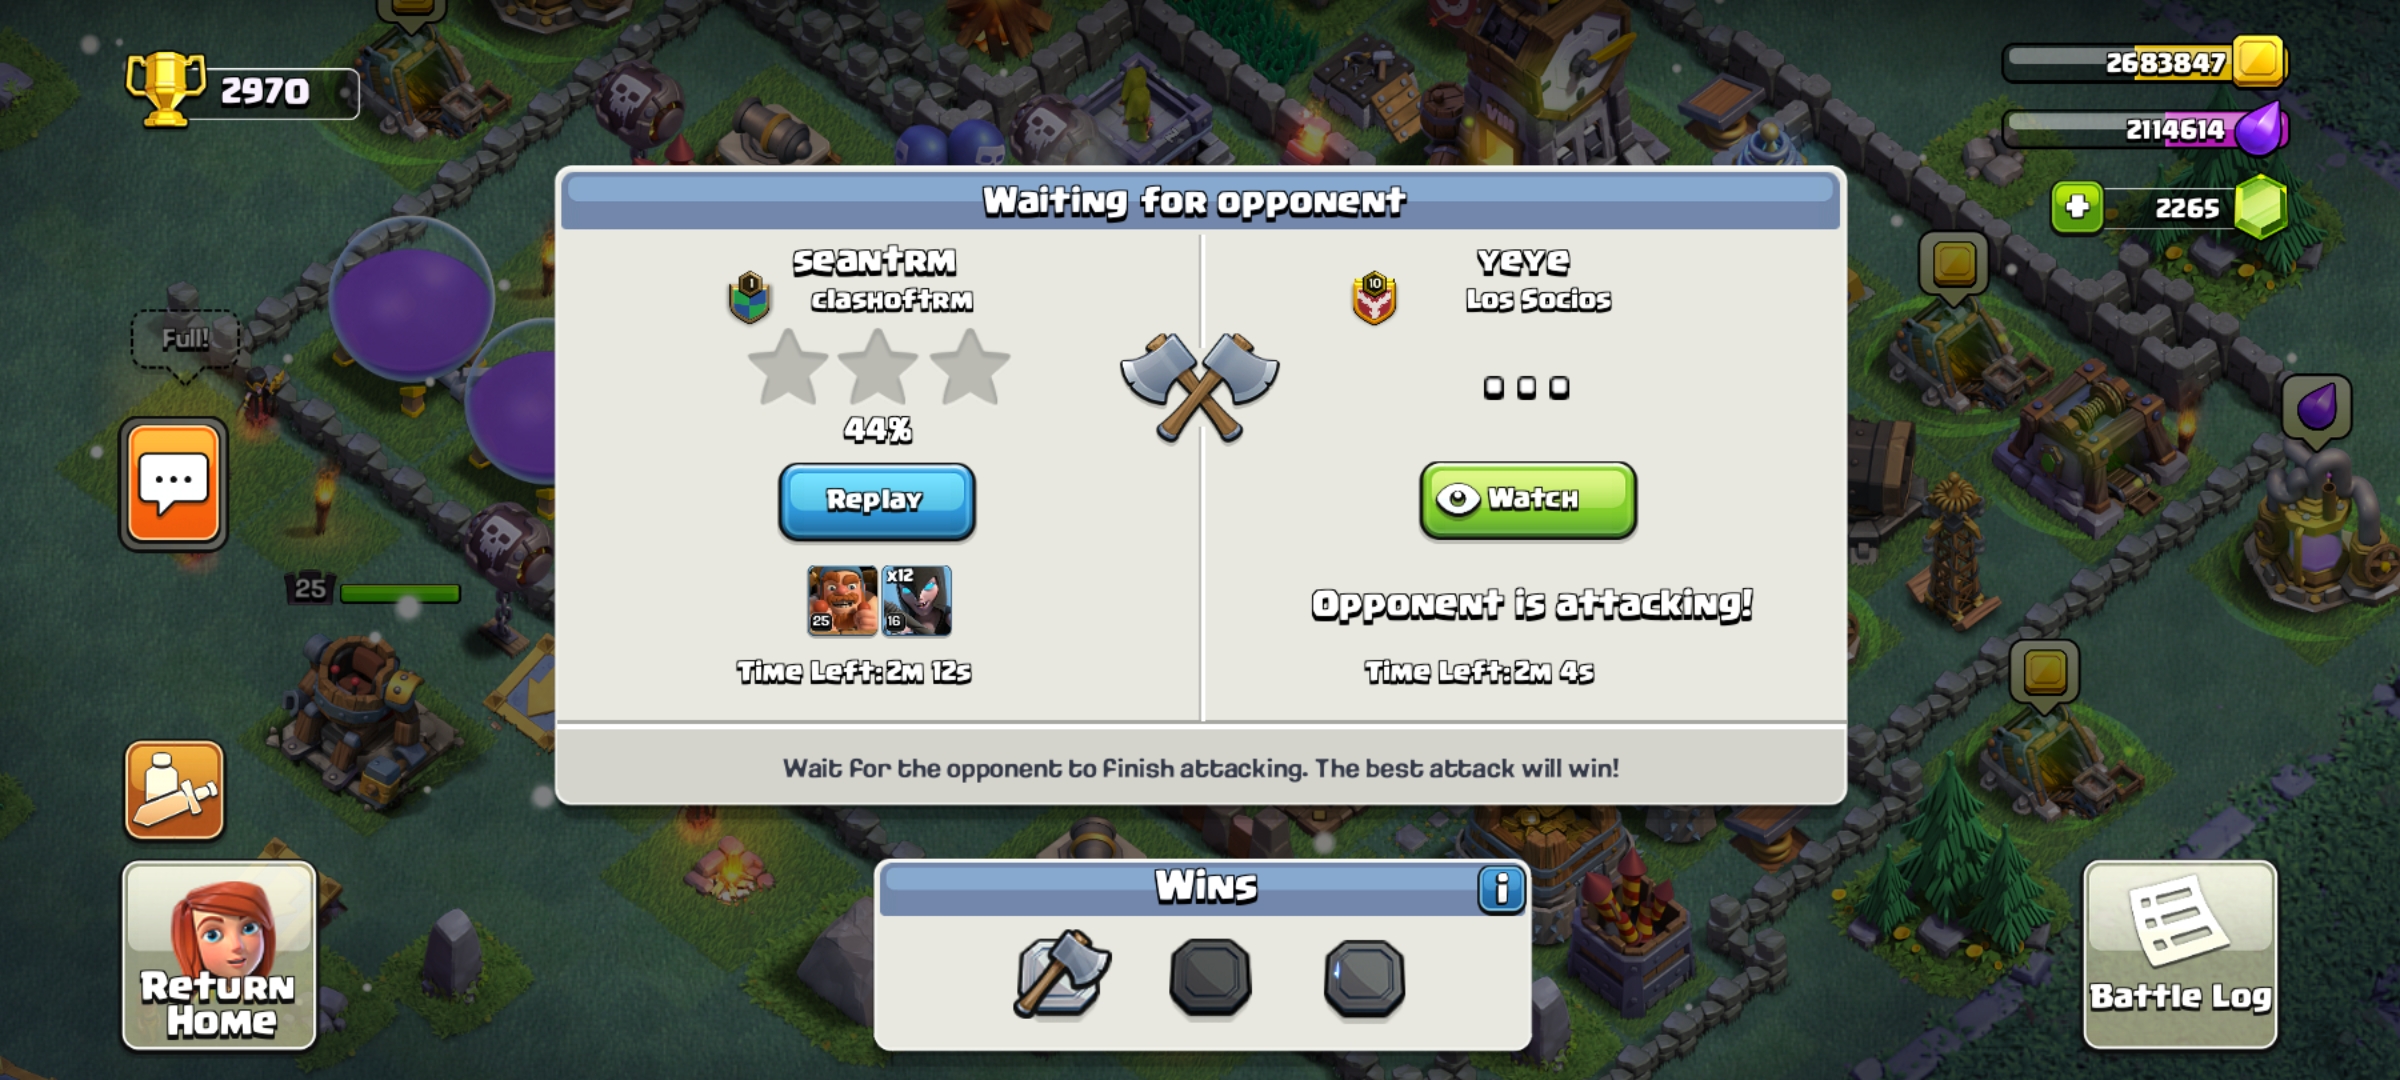 2970
2683847
2114614
2265
Full!
25
Waiting for opponent
seantrm
clashoftrm
1
44%
Replay
25
x12
16
Time Left: 2m 12s
yeye
Los Socios
10
Watch
Opponent is attacking!
Time Left: 2m 4s
Wait for the opponent to finish attacking. The best attack will win!
Wins
i
Return
Home
Battle Log